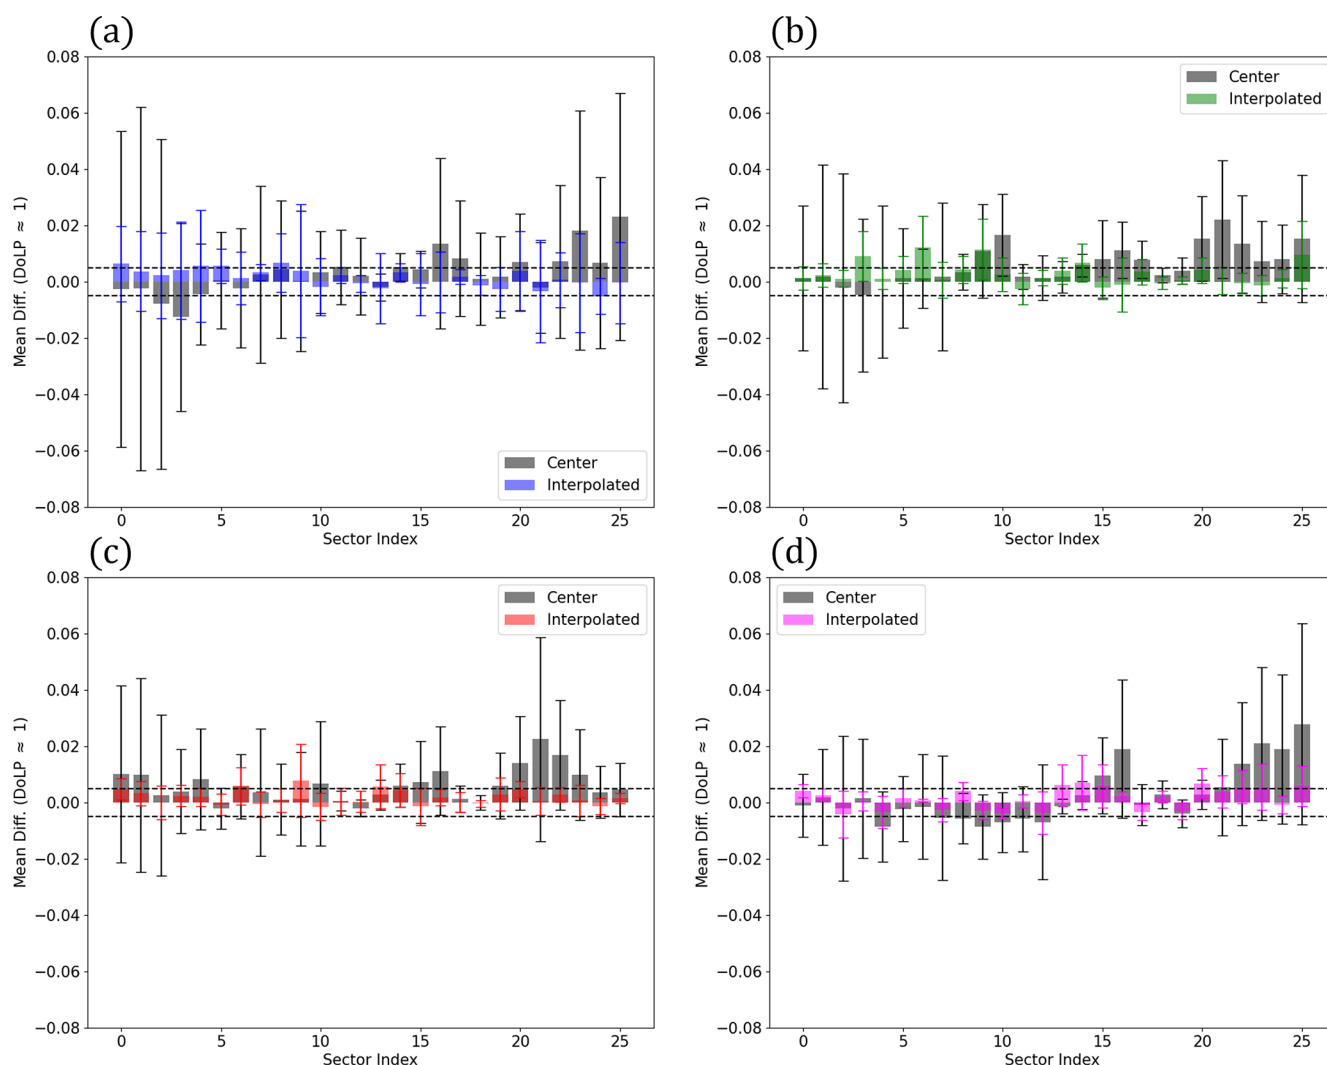 (a)
0.08
0.06
0.04
0.02
0.00
−0.02
−0.04
−0.06
−0.08
Mean Diff. (DoLP ≈ 1)
Center
Interpolated
0 5 10 15 20 25
Sector Index
(b)
0.08
0.06
0.04
0.02
0.00
−0.02
−0.04
−0.06
−0.08
Mean Diff. (DoLP ≈ 1)
Center
Interpolated
0 5 10 15 20 25
Sector Index
(c)
0.08
0.06
0.04
0.02
0.00
−0.02
−0.04
−0.06
−0.08
Mean Diff. (DoLP ≈ 1)
Center
Interpolated
0 5 10 15 20 25
Sector Index
(d)
0.08
0.06
0.04
0.02
0.00
−0.02
−0.04
−0.06
−0.08
Mean Diff. (DoLP ≈ 1)
Center
Interpolated
0 5 10 15 20 25
Sector Index